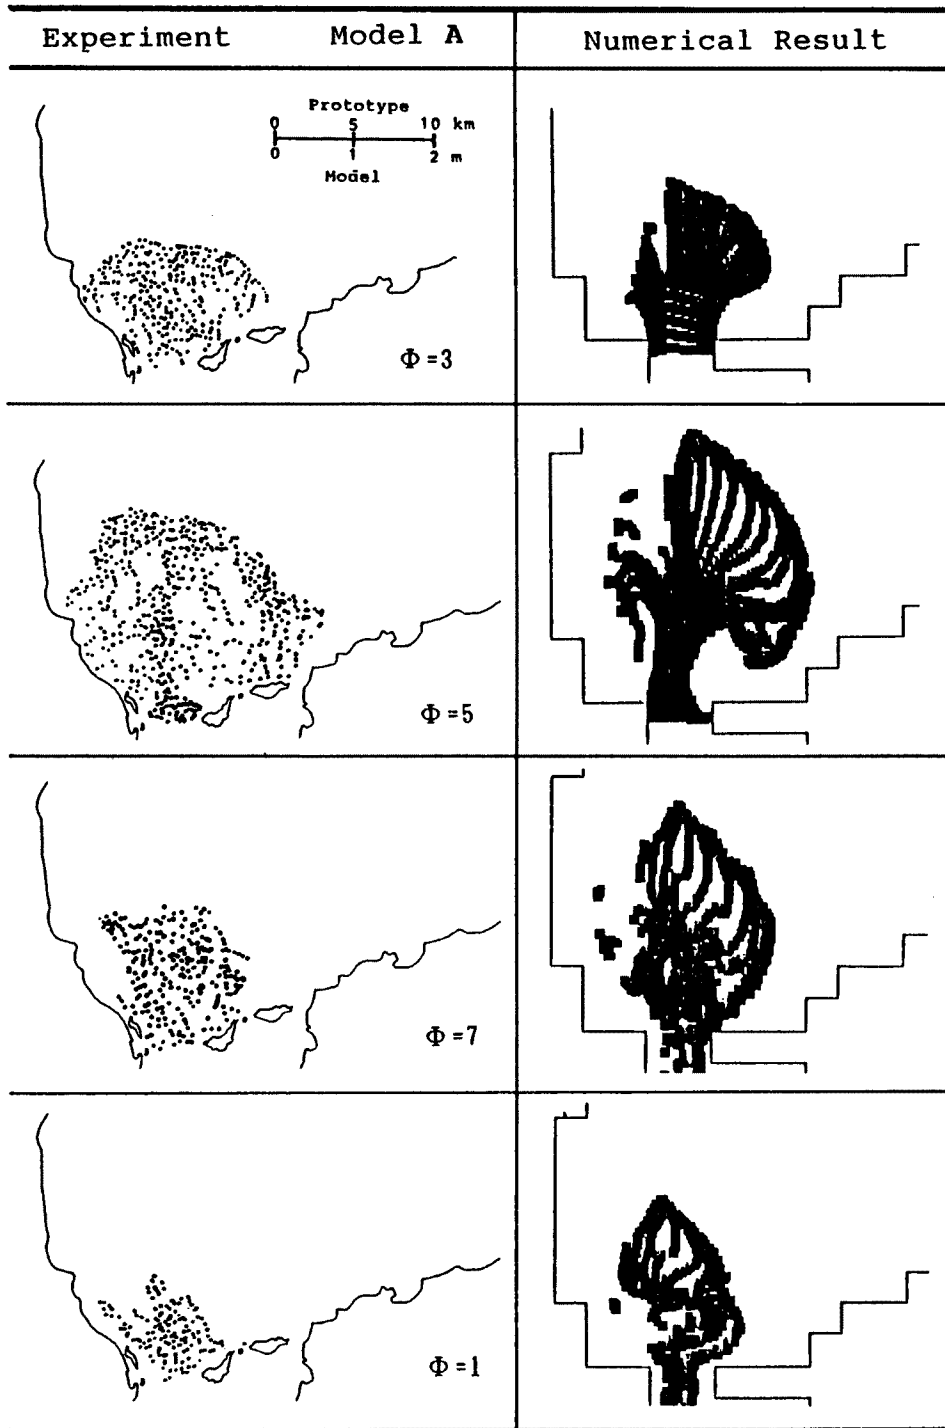 Experiment Model A Numerical Result
Prototype
0 5 10 km
0 1 2 m
Model
Φ=3
Φ=5
Φ=7
Φ=1